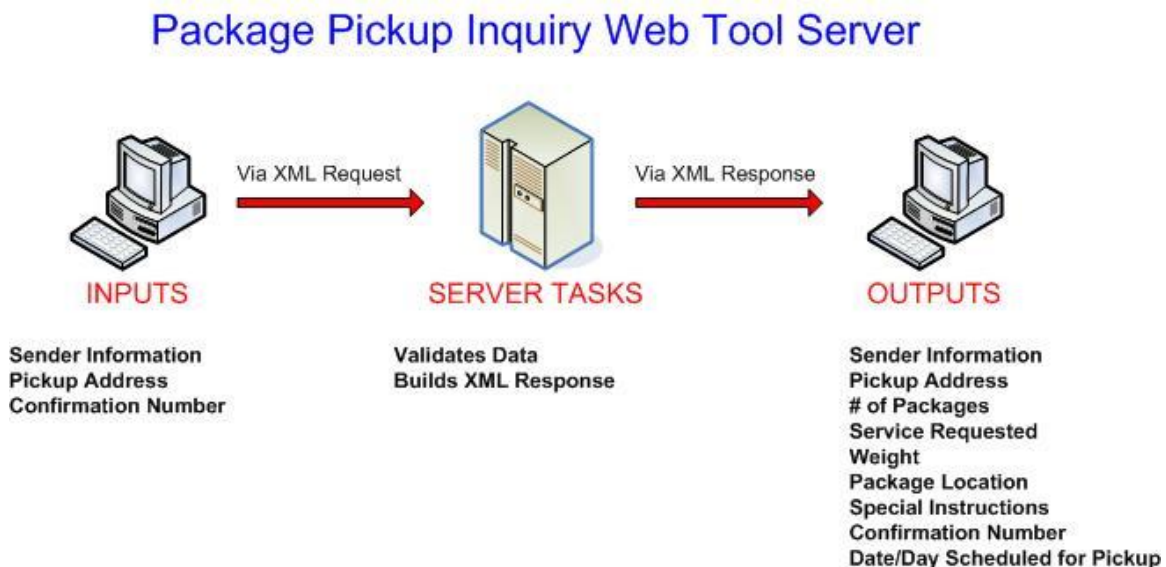 Package Pickup Inquiry Web Tool Server
Via XML Request
Via XML Response
INPUTS
SERVER TASKS
OUTPUTS
Sender Information
Pickup Address
Confirmation Number
Validates Data
Builds XML Response
Sender Information
Pickup Address
# of Packages
Service Requested
Weight
Package Location
Special Instructions
Confirmation Number
Date/Day Scheduled for Pickup